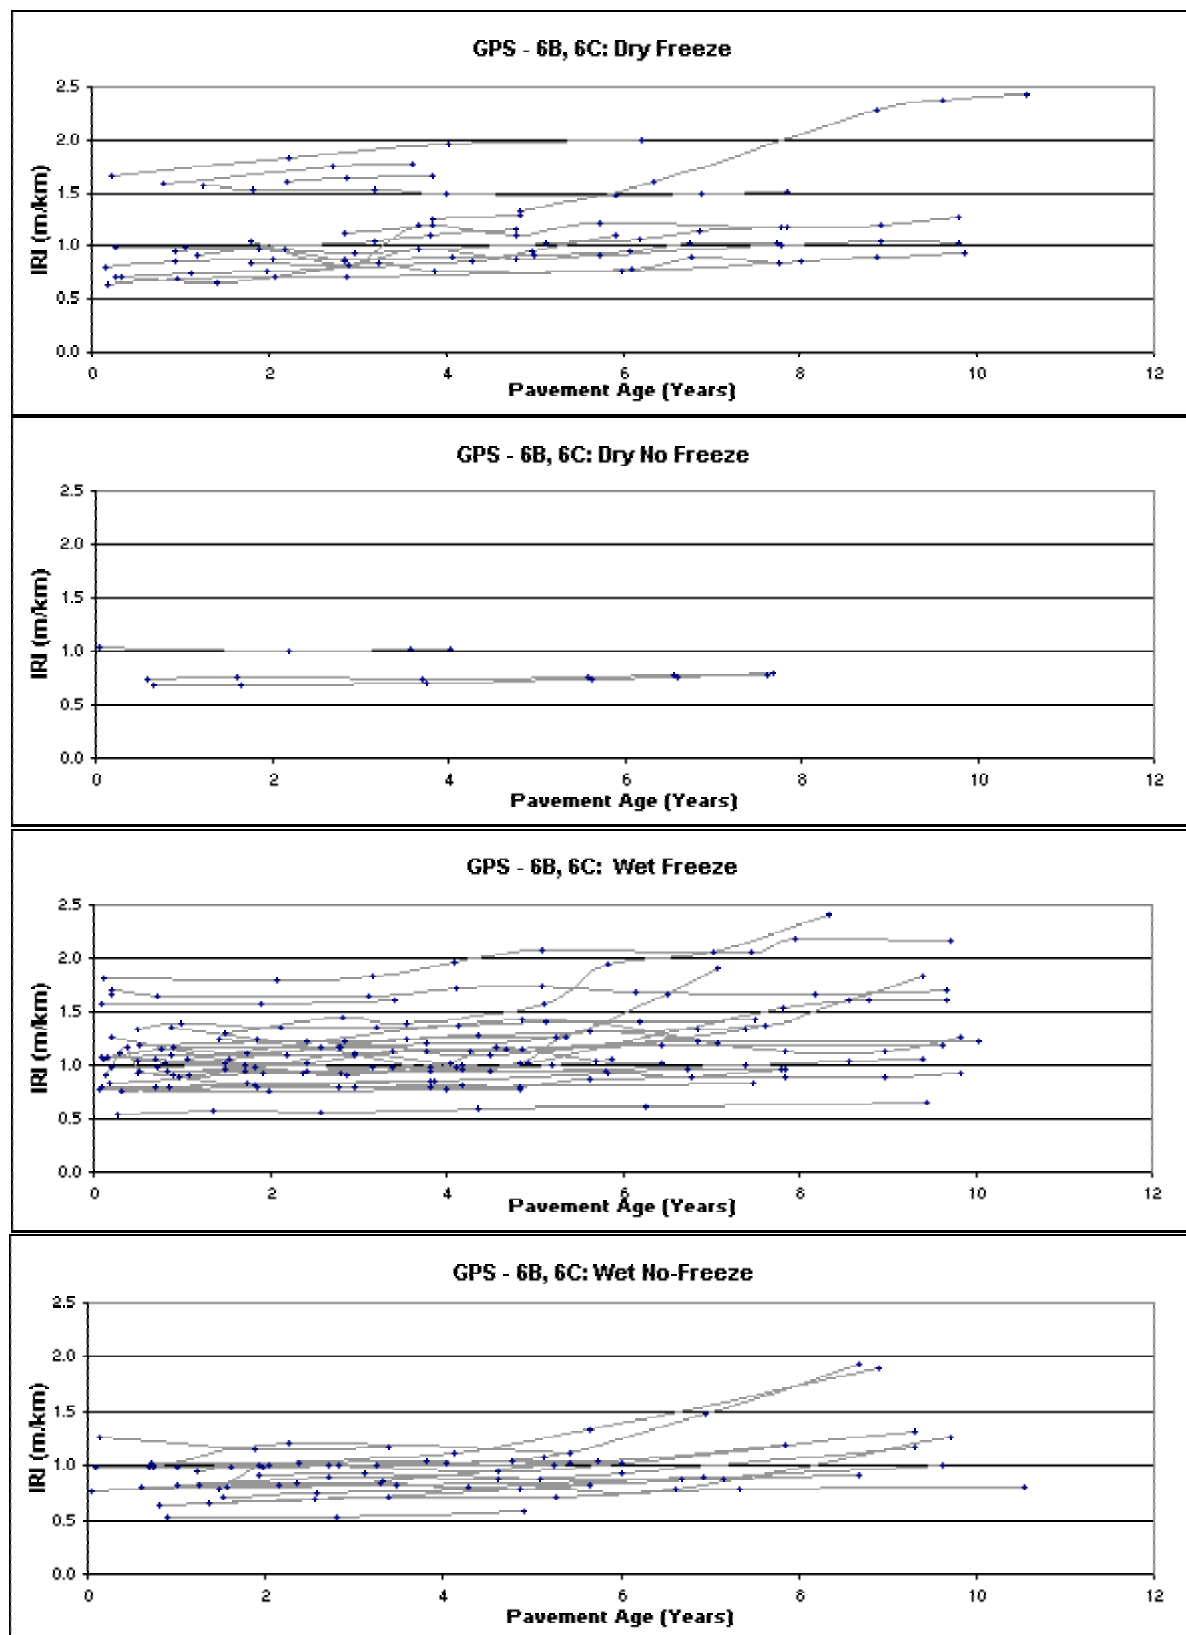 GPS - 6B, 6C: Dry Freeze
2.5
2.0
1.5
1.0
0.5
0.0
IRI (m/km)
0 2 4 6 8 10 12
Pavement Age (Years)
GPS - 6B, 6C: Dry No Freeze
2.5
2.0
1.5
1.0
0.5
0.0
IRI (m/km)
0 2 4 6 8 10 12
Pavement Age (Years)
GPS - 6B, 6C: Wet Freeze
2.5
2.0
1.5
1.0
0.5
0.0
IRI (m/km)
0 2 4 6 8 10 12
Pavement Age (Years)
GPS - 6B, 6C: Wet No-Freeze
2.5
2.0
1.5
1.0
0.5
0.0
IRI (m/km)
0 2 4 6 8 10 12
Pavement Age (Years)